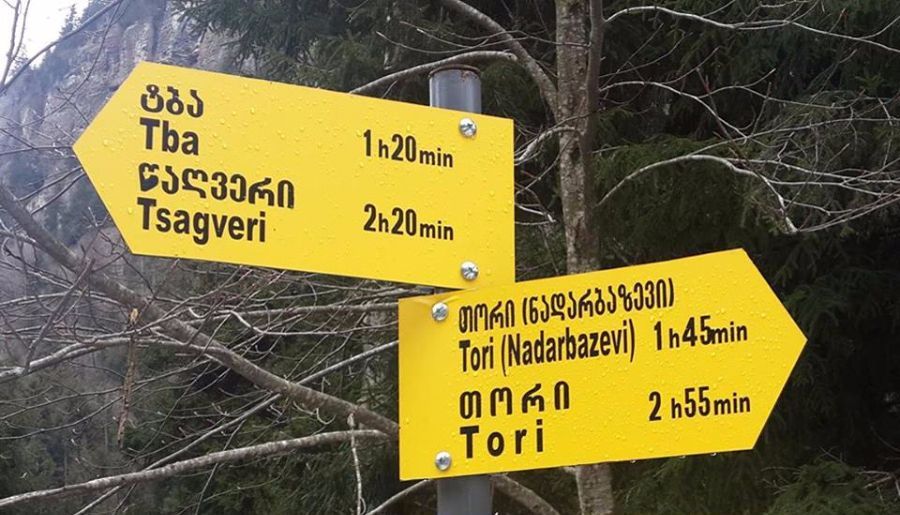 ტბა
Tba 1h20min
წაღვერი
Tsagveri 2h20min
თორი (ნადარბაზევი)
Tori (Nadarbazevi) 1h45min
თორი
Tori 2h55min